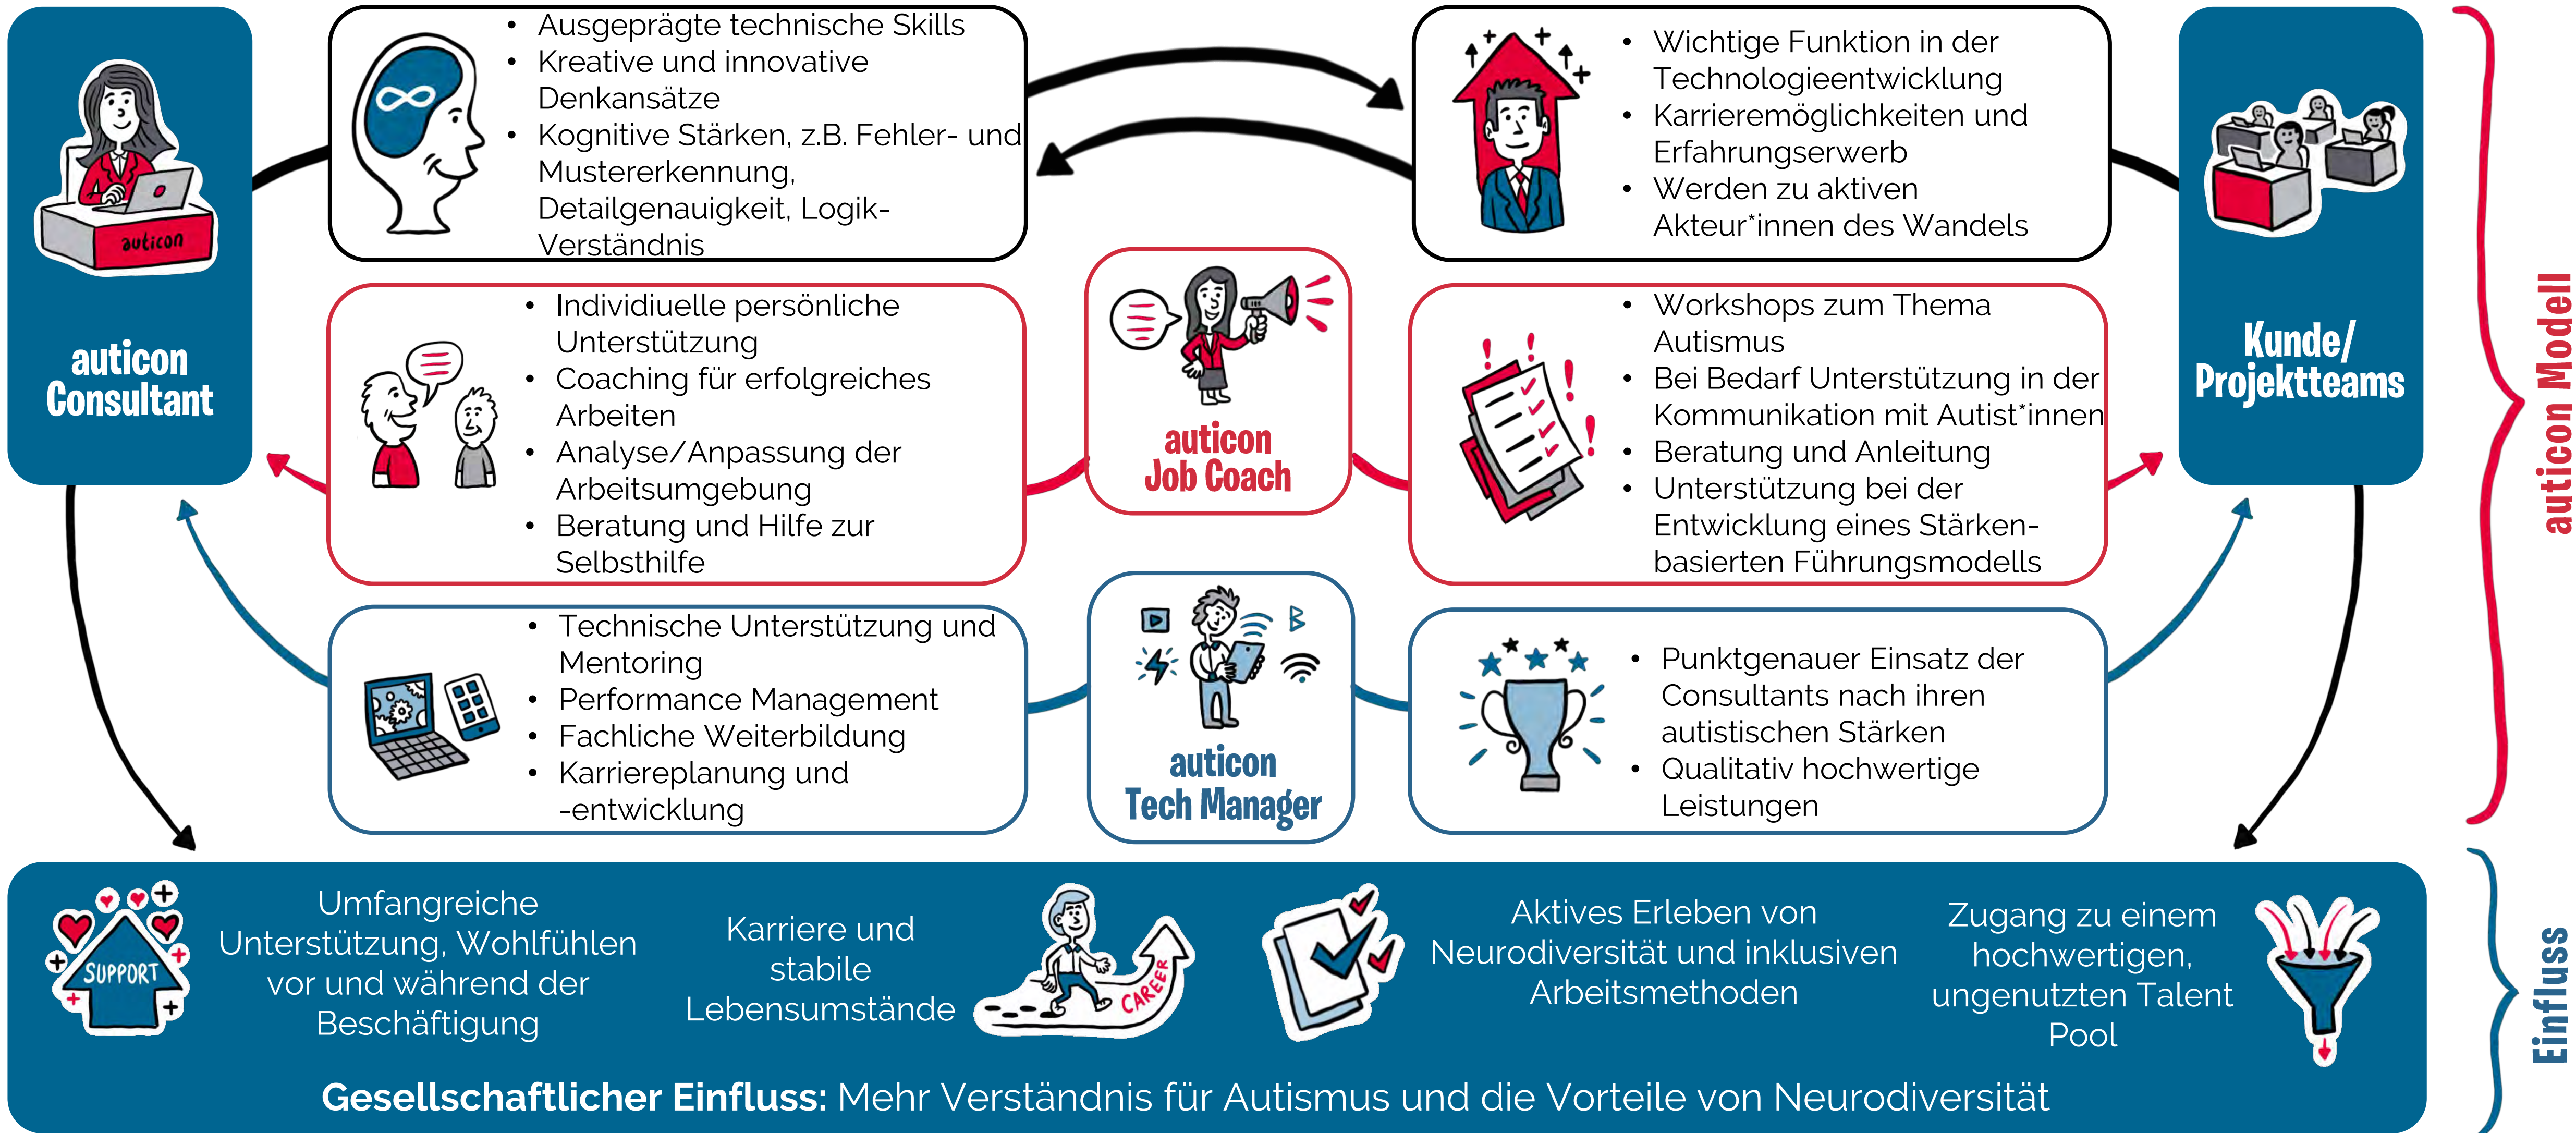 auticon
auticon
Consultant
• Ausgeprägte technische Skills
• Kreative und innovative
Denkansätze
• Kognitive Stärken, z.B. Fehler- und
Mustererkennung,
Detailgenauigkeit, Logik-
Verständnis
• Wichtige Funktion in der
Technologieentwicklung
• Karrieremöglichkeiten und
Erfahrungserwerb
• Werden zu aktiven
Akteur*innen des Wandels
Kunde/
Projektteams
• Individiuelle persönliche
Unterstützung
• Coaching für erfolgreiches
Arbeiten
• Analyse/Anpassung der
Arbeitsumgebung
• Beratung und Hilfe zur
Selbsthilfe
auticon
Job Coach
• Workshops zum Thema
Autismus
• Bei Bedarf Unterstützung in der
Kommunikation mit Autist*innen
• Beratung und Anleitung
• Unterstützung bei der
Entwicklung eines Stärken-
basierten Führungsmodells
• Technische Unterstützung und
Mentoring
• Performance Management
• Fachliche Weiterbildung
• Karriereplanung und
-entwicklung
auticon
Tech Manager
• Punktgenauer Einsatz der
Consultants nach ihren
autistischen Stärken
• Qualitativ hochwertige
Leistungen
auticon Modell
SUPPORT
Umfangreiche
Unterstützung, Wohlfühlen
vor und während der
Beschäftigung
Karriere und
stabile
Lebensumstände
CAREER
Aktives Erleben von
Neurodiversität und inklusiven
Arbeitsmethoden
Zugang zu einem
hochwertigen,
ungenutzten Talent
Pool
Gesellschaftlicher Einfluss: Mehr Verständnis für Autismus und die Vorteile von Neurodiversität
Einfluss